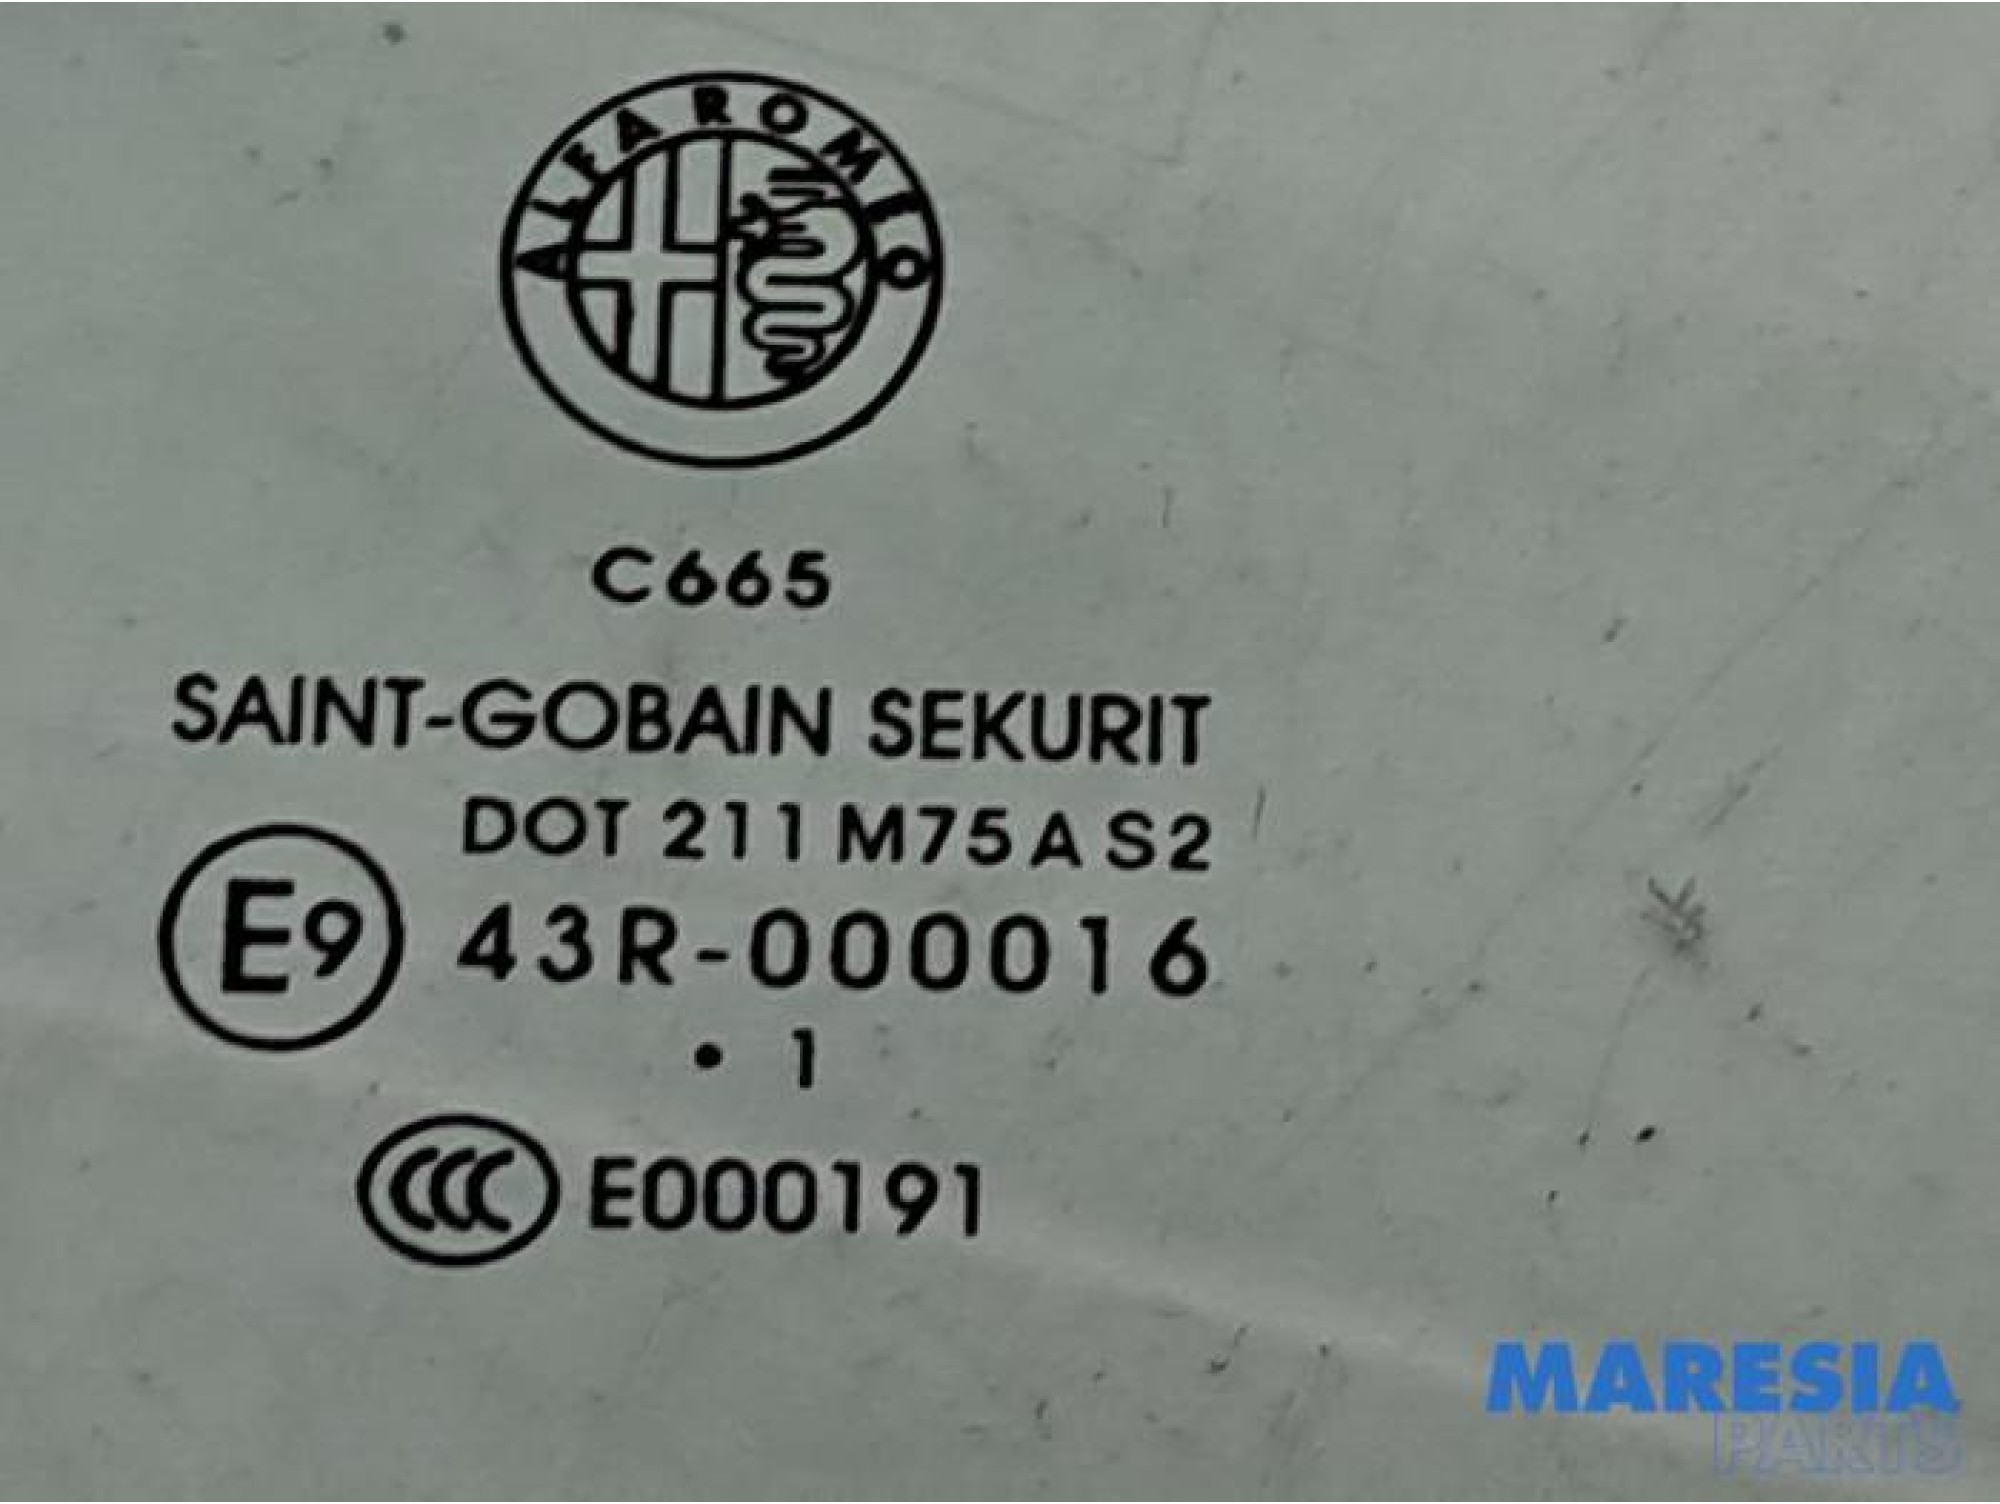 ALFA ROMEO
C665
SAINT-GOBAIN SEKURIT
DOT 211 M75 A S2
E9 43R-000016
• 1
CCC E000191
MARESIA
PARTS